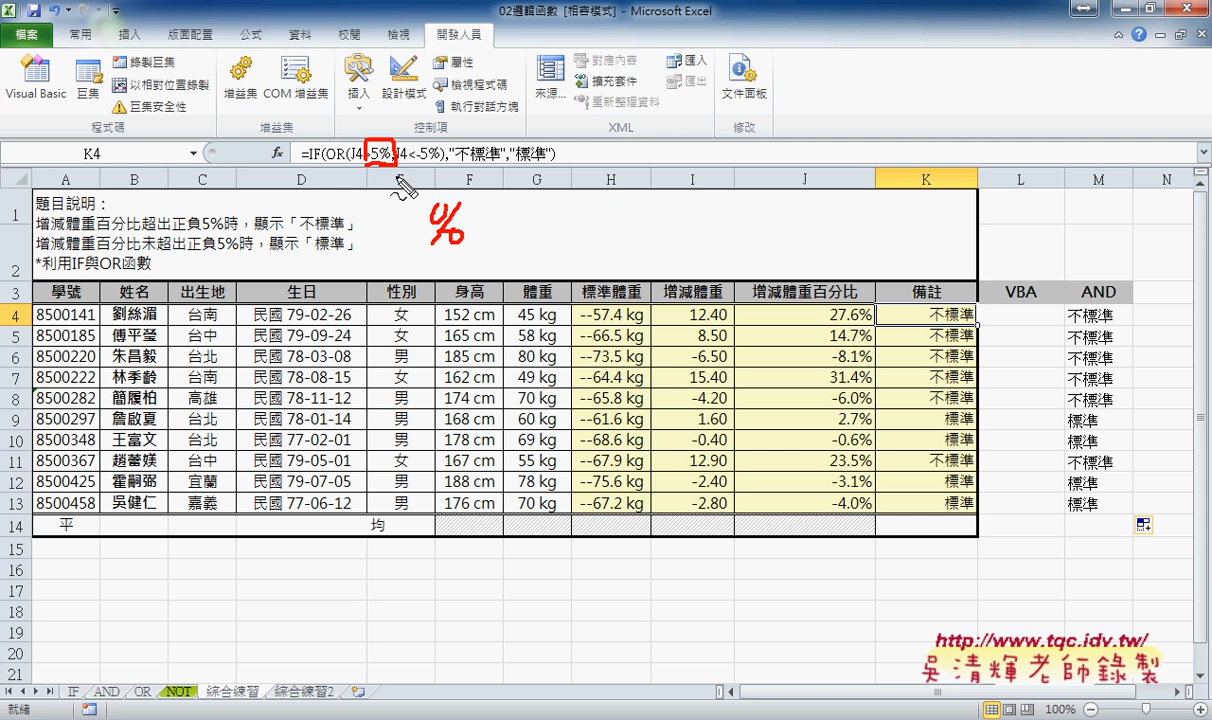 02邏輯函數 [相容模式] - Microsoft Excel
檔案 常用 插入 版面配置 公式 資料 校閱 檢視 開發人員
Visual Basic 巨集 錄製巨集 以相對位置錄製 巨集安全性 增益集 COM 增益集 插入 設計模式 屬性 檢視程式碼 執行對話方塊 來源... 對應內容 擴充套件 重新整理資料 匯入 匯出 文件面板
程式碼 增益集 控制項 XML 修改
K4 fx =IF(OR(J4>5%,J4<-5%),"不標準","標準")
A B C D F G H I J K L M N
%
1 題目說明：
增減體重百分比超出正負5%時，顯示「不標準」
增減體重百分比未超出正負5%時，顯示「標準」
2 *利用IF與OR函數
3 學號 姓名 出生地 生日 性別 身高 體重 標準體重 增減體重 增減體重百分比 備註 VBA AND
4 8500141 劉絲湄 台南 民國 79-02-26 女 152 cm 45 kg --57.4 kg 12.40 27.6% 不標準 不標準
5 8500185 傅平瑩 台中 民國 79-09-24 女 165 cm 58 kg --66.5 kg 8.50 14.7% 不標準 不標準
6 8500220 朱昌毅 台北 民國 78-03-08 男 185 cm 80 kg --73.5 kg -6.50 -8.1% 不標準 不標準
7 8500222 林季齡 台南 民國 78-08-15 女 162 cm 49 kg --64.4 kg 15.40 31.4% 不標準 不標準
8 8500282 簡履柏 高雄 民國 78-11-12 男 174 cm 70 kg --65.8 kg -4.20 -6.0% 不標準 不標準
9 8500297 詹啟夏 台北 民國 78-01-14 男 168 cm 60 kg --61.6 kg 1.60 2.7% 標準 標準
10 8500348 王富文 台北 民國 77-02-01 男 178 cm 69 kg --68.6 kg -0.40 -0.6% 標準 標準
11 8500367 趙蕾媄 台中 民國 79-05-01 女 167 cm 55 kg --67.9 kg 12.90 23.5% 不標準 不標準
12 8500425 霍嗣弼 宜蘭 民國 79-07-05 男 188 cm 78 kg --75.6 kg -2.40 -3.1% 標準 標準
13 8500458 吳健仁 嘉義 民國 77-06-12 男 176 cm 70 kg --67.2 kg -2.80 -4.0% 標準 標準
14 平 均
15
16
17
18
19
20
21
http://www.tqc.idv.tw/
吳清輝老師錄製
IF AND OR NOT 綜合練習 綜合練習2
就緒 100%